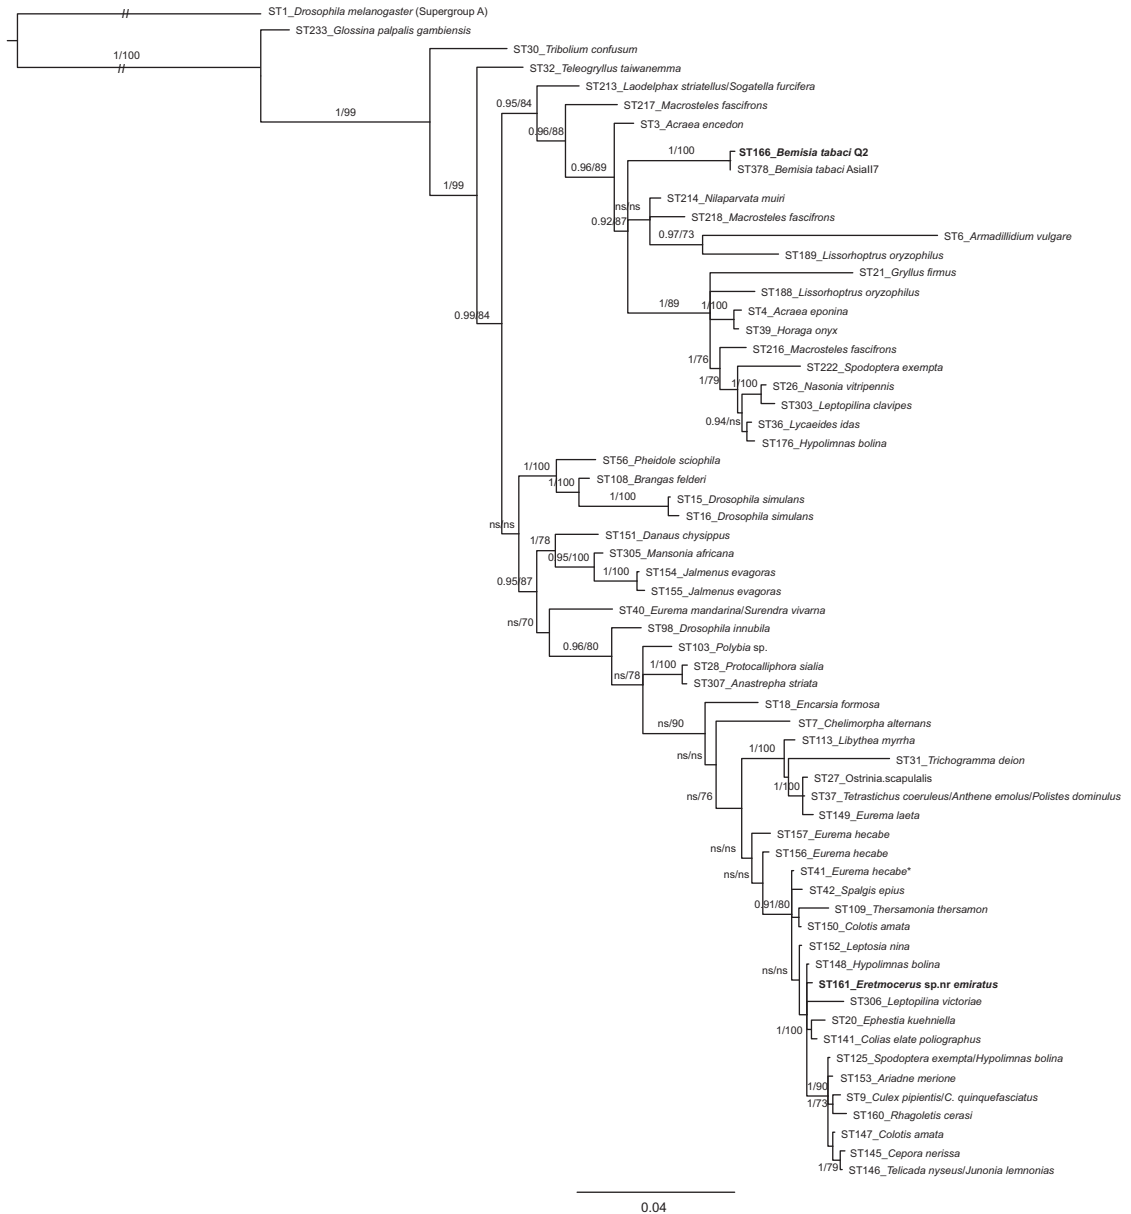 ST1_Drosophila melanogaster (Supergroup A)
ST233_Glossina palpalis gambiensis
1/100
ST30_Tribolium confusum
ST32_Teleogryllus taiwanemma
ST213_Laodelphax striatellus/Sogatella furcifera
0.95/84
ST217_Macrosteles fascifrons
1/99
ST3_Acraea encedon
0.96/88
1/100
ST166_Bemisia tabaci Q2
0.96/89
ST378_Bemisia tabaci AsiaII7
1/99
ST214_Nilaparvata muiri
ns/ns
ST218_Macrosteles fascifrons
0.92/87
0.97/73
ST6_Armadillidium vulgare
ST189_Lissorhoptrus oryzophilus
ST21_Gryllus firmus
ST188_Lissorhoptrus oryzophilus
1/89
1/100
ST4_Acraea eponina
0.99/84
ST39_Horaga onyx
ST216_Macrosteles fascifrons
1/76
ST222_Spodoptera exempta
1/79
1/100
ST26_Nasonia vitripennis
ST303_Leptopilina clavipes
0.94/ns
ST36_Lycaeides idas
ST176_Hypolimnas bolina
ST56_Pheidole sciophila
1/100
ST108_Brangas felderi
1/100
1/100
ST15_Drosophila simulans
ST16_Drosophila simulans
ns/ns
ST151_Danaus chysippus
1/78
ST305_Mansonia africana
0.95/100
1/100
ST154_Jalmenus evagoras
0.95/87
ST155_Jalmenus evagoras
ST40_Eurema mandarina/Surendra vivarna
ns/70
ST98_Drosophila innubila
0.96/80
ST103_Polybia sp.
1/100
ST28_Protocalliphora sialia
ns/78
ST307_Anastrepha striata
ST18_Encarsia formosa
ns/90
ST7_Chelimorpha alternans
ST113_Libythea myrrha
1/100
ns/ns
ST31_Trichogramma deion
ST27_Ostrinia.scapulalis
1/100
ns/76
ST37_Tetrastichus coeruleus/Anthene emolus/Polistes dominulus
ST149_Eurema laeta
ST157_Eurema hecabe
ns/ns
ST156_Eurema hecabe
ns/ns
ST41_Eurema hecabe*
ST42_Spalgis epius
0.91/80
ST109_Thersamonia thersamon
ST150_Colotis amata
ST152_Leptosia nina
ns/ns
ST148_Hypolimnas bolina
ST161_Eretmocerus sp.nr emiratus
ST306_Leptopilina victoriae
ST20_Ephestia kuehniella
1/100
ST141_Colias elate poliographus
ST125_Spodoptera exempta/Hypolimnas bolina
ST153_Ariadne merione
1/90
ST9_Culex pipientis/C. quinquefasciatus
1/73
ST160_Rhagoletis cerasi
ST147_Colotis amata
ST145_Cepora nerissa
1/79
ST146_Telicada nyseus/Junonia lemnonias
0.04